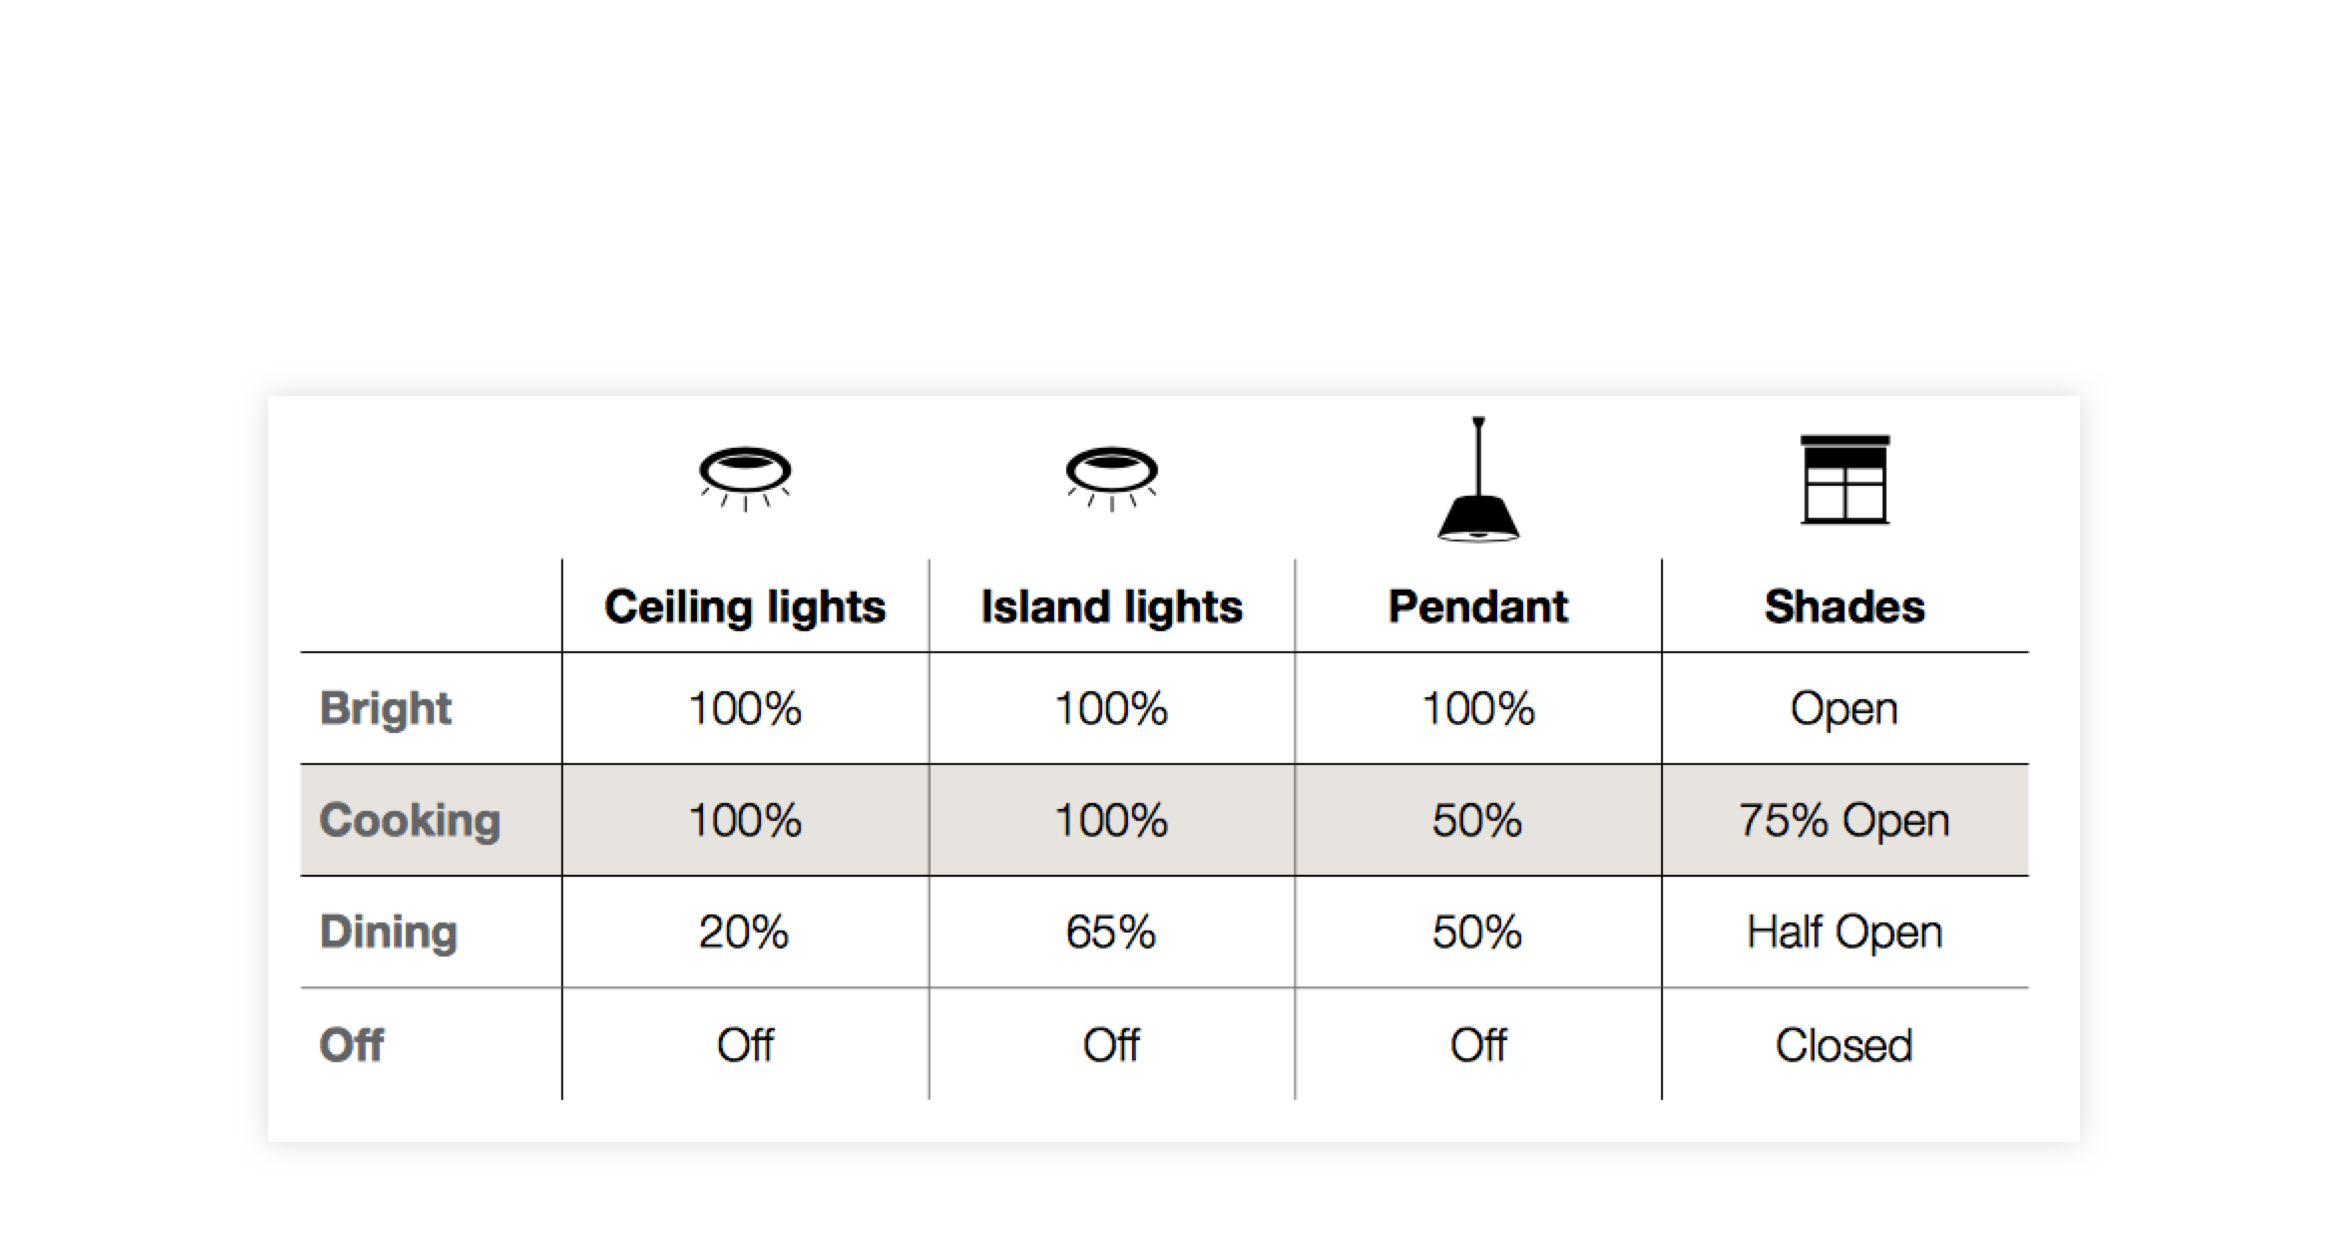 Ceiling lights Island lights Pendant Shades
Bright 100% 100% 100% Open
Cooking 100% 100% 50% 75% Open
Dining 20% 65% 50% Half Open
Off Off Off Off Closed